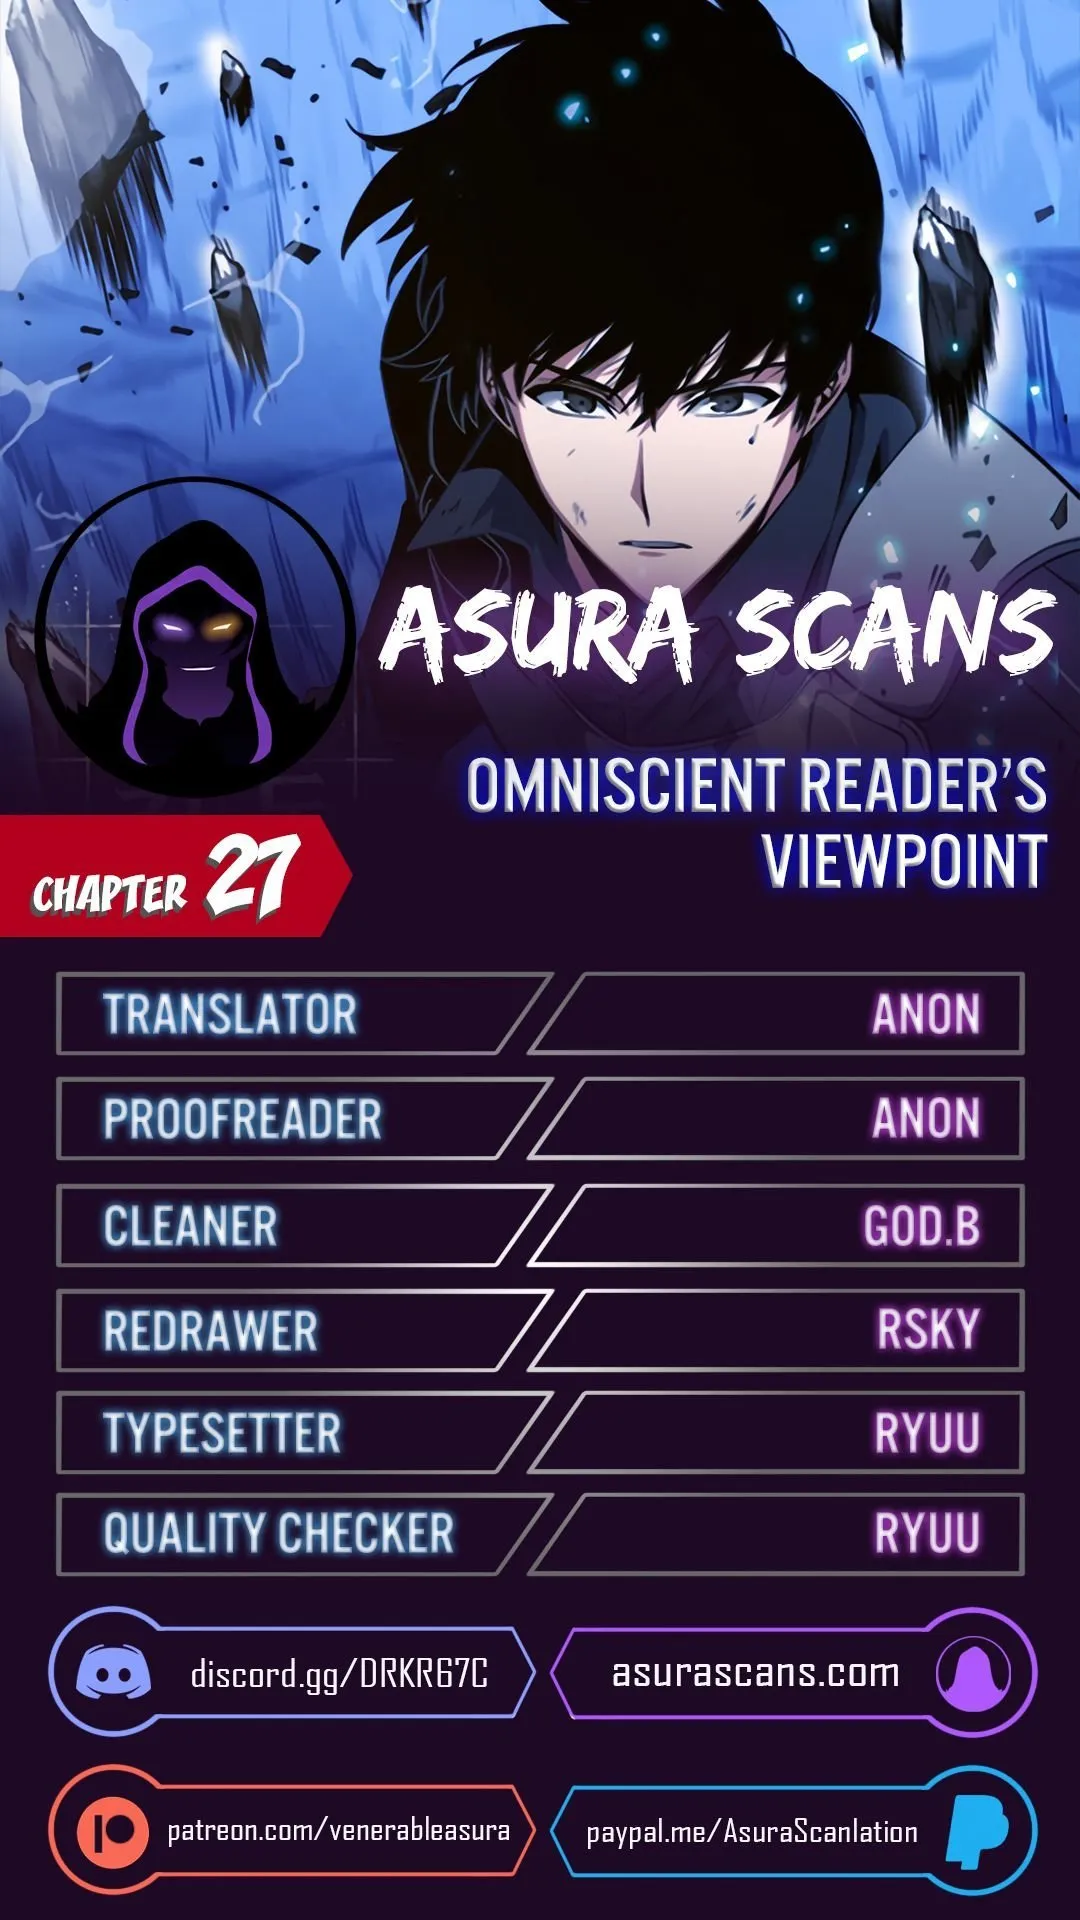 ASURA SCANS
OMNISCIENT READER'S
VIEWPOINT
CHAPTER 27
TRANSLATOR ANON
PROOFREADER ANON
CLEANER GOD.B
REDRAWER RSKY
TYPESETTER RYUU
QUALITY CHECKER RYUU
discord.gg/DRKR67C asurascans.com
patreon.com/venerableasura paypal.me/AsuraScanlation